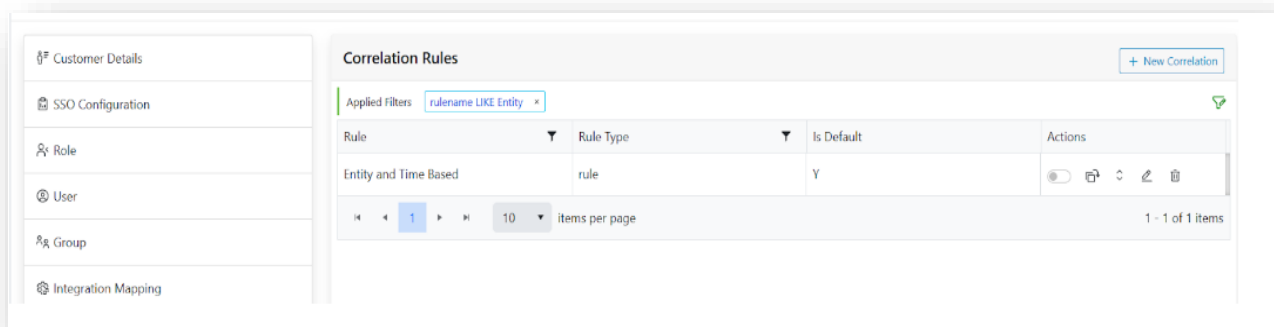 Customer Details
SSO Configuration
Role
User
Group
Integration Mapping
Correlation Rules
+ New Correlation
Applied Filters rulename LIKE Entity ×
Rule Rule Type Is Default Actions
Entity and Time Based rule Y
1 10 items per page 1 - 1 of 1 items